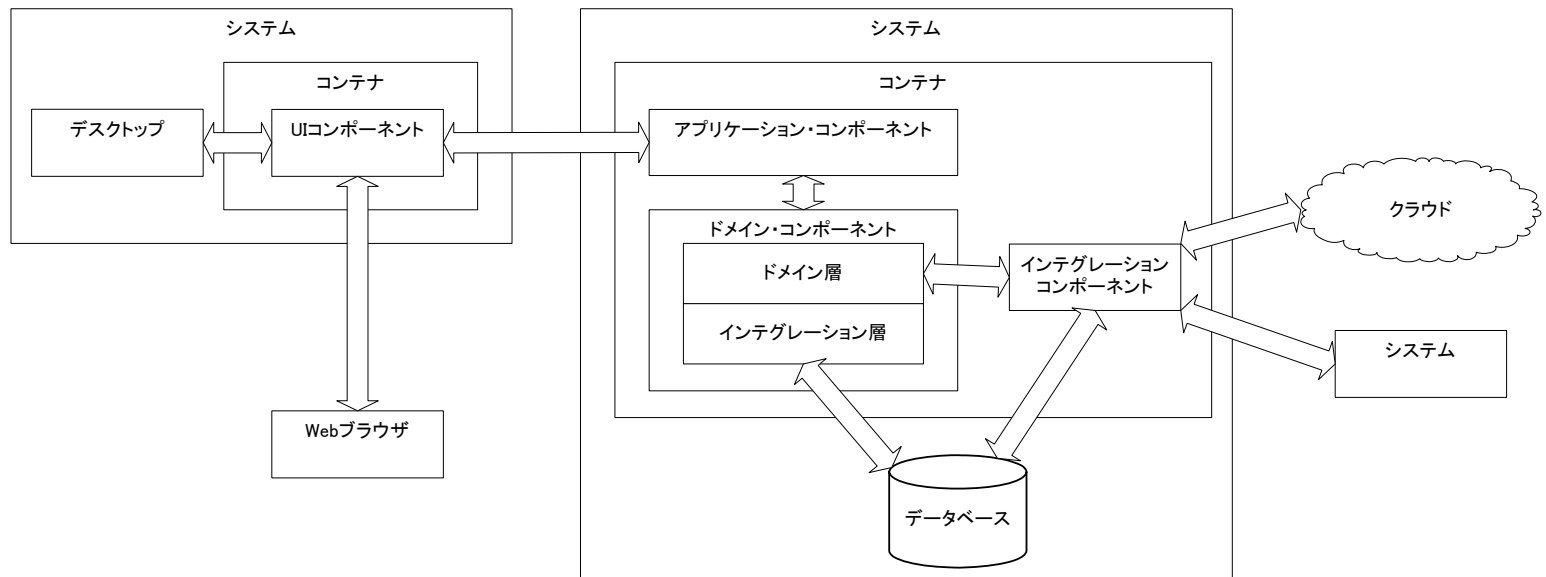 システム
コンテナ
デスクトップ
UIコンポーネント
Webブラウザ
システム
コンテナ
アプリケーション・コンポーネント
ドメイン・コンポーネント
ドメイン層
インテグレーション層
インテグレーション
コンポーネント
データベース
クラウド
システム